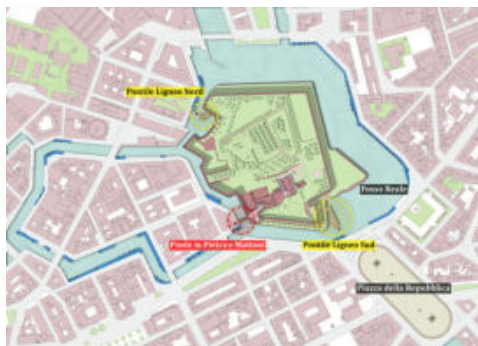 Pontile Ligneo Nord
Fosso Reale
Ponte in Pietra e Mattoni
Pontile Ligneo Sud
Piazza della Repubblica